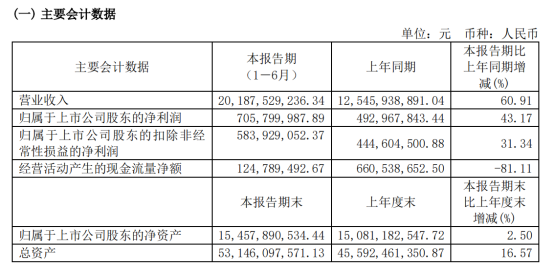 (一) 主要会计数据
单位：元 币种：人民币
主要会计数据 本报告期（1－6月） 上年同期 本报告期比上年同期增减(%)
营业收入 20,187,529,236.34 12,545,938,891.04 60.91
归属于上市公司股东的净利润 705,799,987.89 492,967,843.44 43.17
归属于上市公司股东的扣除非经常性损益的净利润 583,929,052.37 444,604,500.88 31.34
经营活动产生的现金流量净额 124,789,492.67 660,538,652.50 -81.11
本报告期末 上年度末 本报告期末比上年度末增减(%)
归属于上市公司股东的净资产 15,457,890,534.44 15,081,182,547.72 2.50
总资产 53,146,097,571.13 45,592,461,350.87 16.57